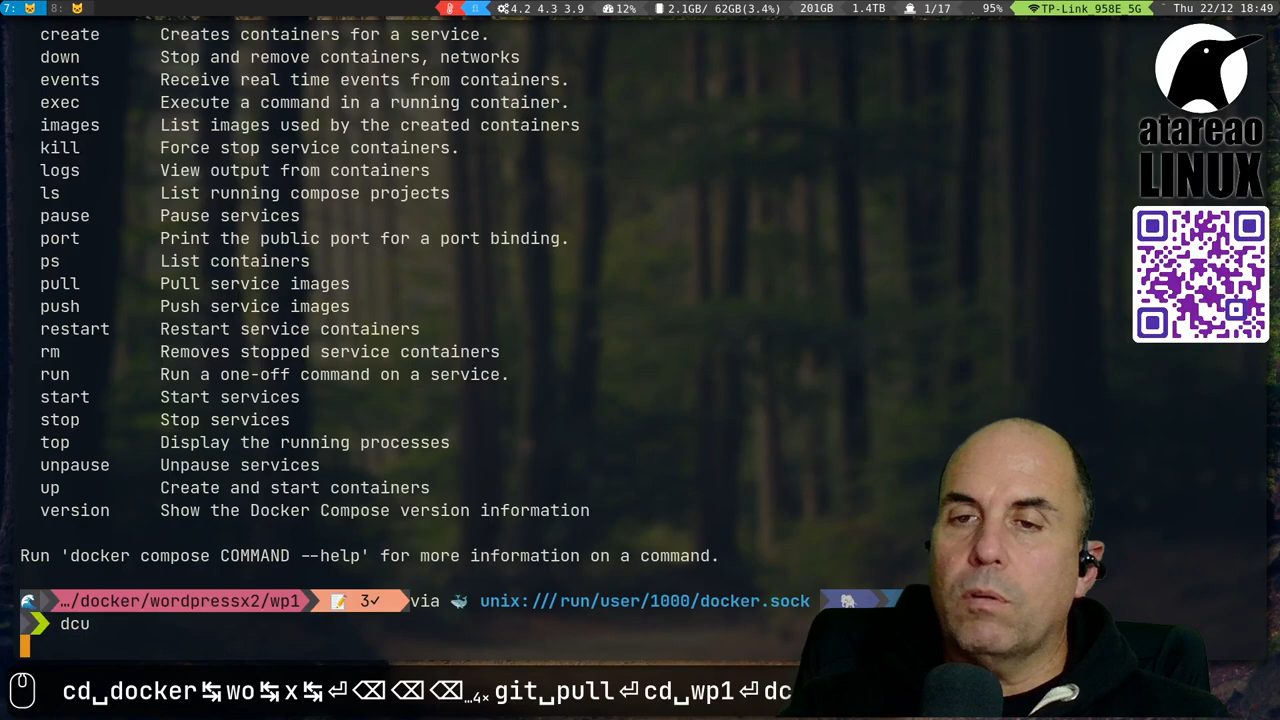 7: 4.2 4.3 3.9 12% 2.1GB/ 62GB(3.4%) 201GB 1.4TB 1/17 95% TP-Link 958E_5G Thu 22/12 18:49
create Creates containers for a service.
down Stop and remove containers, networks
events Receive real time events from containers.
exec Execute a command in a running container.
images List images used by the created containers
kill Force stop service containers.
logs View output from containers
ls List running compose projects
pause Pause services
port Print the public port for a port binding.
ps List containers
pull Pull service images
push Push service images
restart Restart service containers
rm Removes stopped service containers
run Run a one-off command on a service.
start Start services
stop Stop services
top Display the running processes
unpause Unpause services
up Create and start containers
version Show the Docker Compose version information
Run 'docker compose COMMAND --help' for more information on a command.
…/docker/wordpressx2/wp1 3✓ via unix:///run/user/1000/docker.sock
dcu
cd␣docker↹wo↹x↹⏎⌫⌫⌫…4×git␣pull⏎cd␣wp1⏎dc
atareao
LINUX